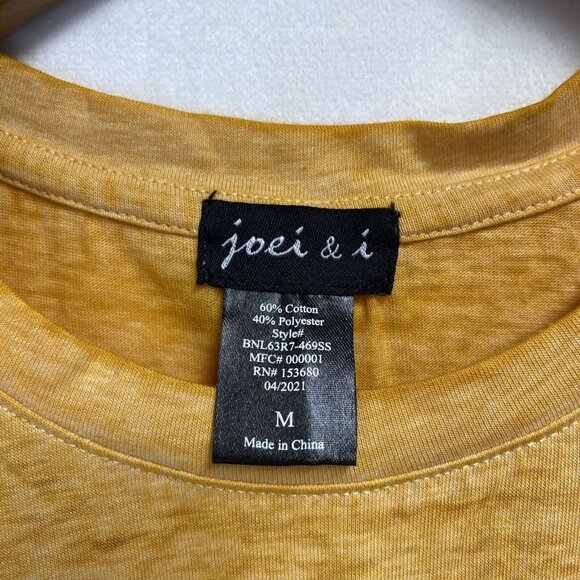 joei & i
60% Cotton
40% Polyester
Style#
BNL63R7-469SS
MFC# 000001
RN# 153680
04/2021
M
Made in China